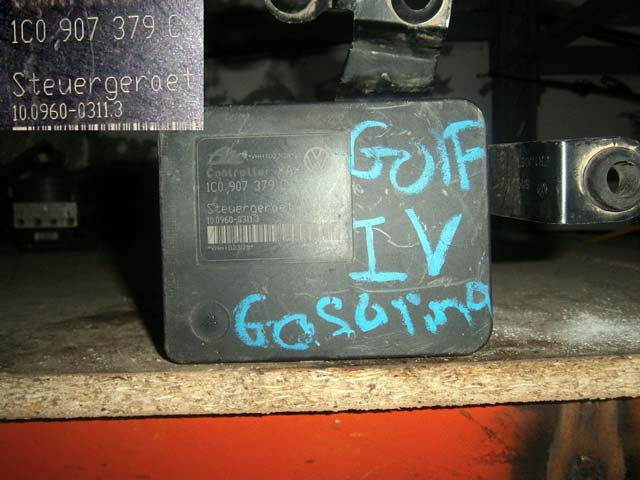 1C0 907 379 C
Steuergeraet
10.0960-0311.3
Controller
1C0 907 379 C
Steuergeraet
10.0960-0311.3
GOLF
IV
GASOLINA